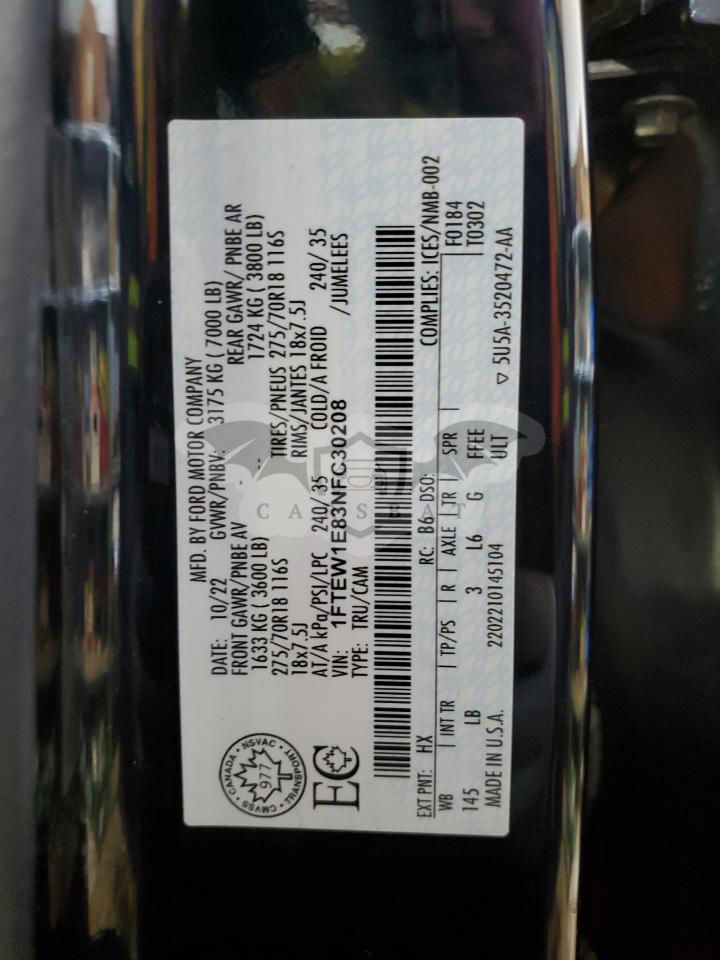 MFD. BY FORD MOTOR COMPANY
DATE: 10/22 GVWR/PNBV: 3175 KG ( 7000 LB)
FRONT GAWR/PNBE AV REAR GAWR/ PNBE AR
1633 KG ( 3600 LB) 1724 KG ( 3800 LB)
275/70R18 116S TIRES/PNEUS 275/70R18 116S
18x7.5J RIMS/JANTES 18x7.5J
AT/A kPa/PSI/LPC 240/ 35 COLD/A FROID 240/ 35
VIN: 1FTEW1E83NFC30208 /JUMELEES
TYPE: TRU/CAM
CMVSS · CANADA · NSVAC · TRANSPORT
977
EC
EXT PNT: HX RC: B6 DSO: COMPLIES: ICES/NMB-002
WB INT TR TP/PS R AXLE TR SPR F0184
145 LB 3 L6 G FFEE T0302
ULT
MADE IN U.S.A. 2202210145104 5U5A-3520472-AA
CARSBAT